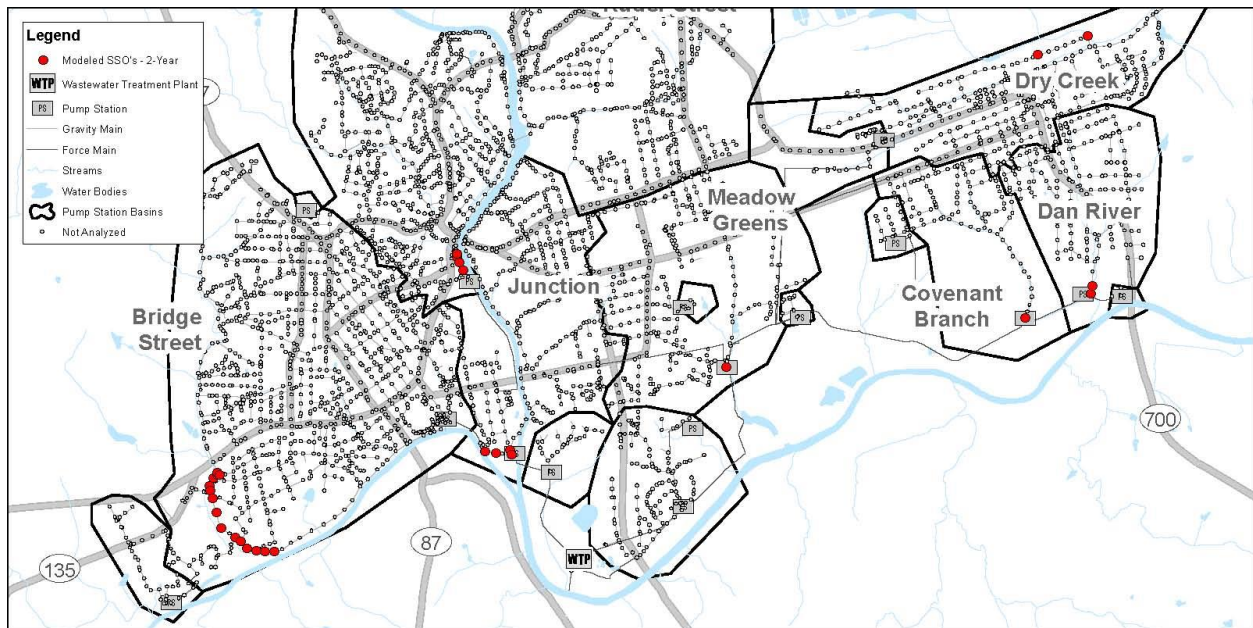 Legend
Modeled SSO's - 2-Year
WTP Wastewater Treatment Plant
PS Pump Station
Gravity Main
Force Main
Streams
Water Bodies
Pump Station Basins
Not Analyzed
Street
Dry Creek
PS
Meadow
Greens
Dan River
PS
PS
PS
Junction
Covenant
Branch
PS
PS
Bridge
Street
PS
700
PS
PS
PS
87
WTP
135